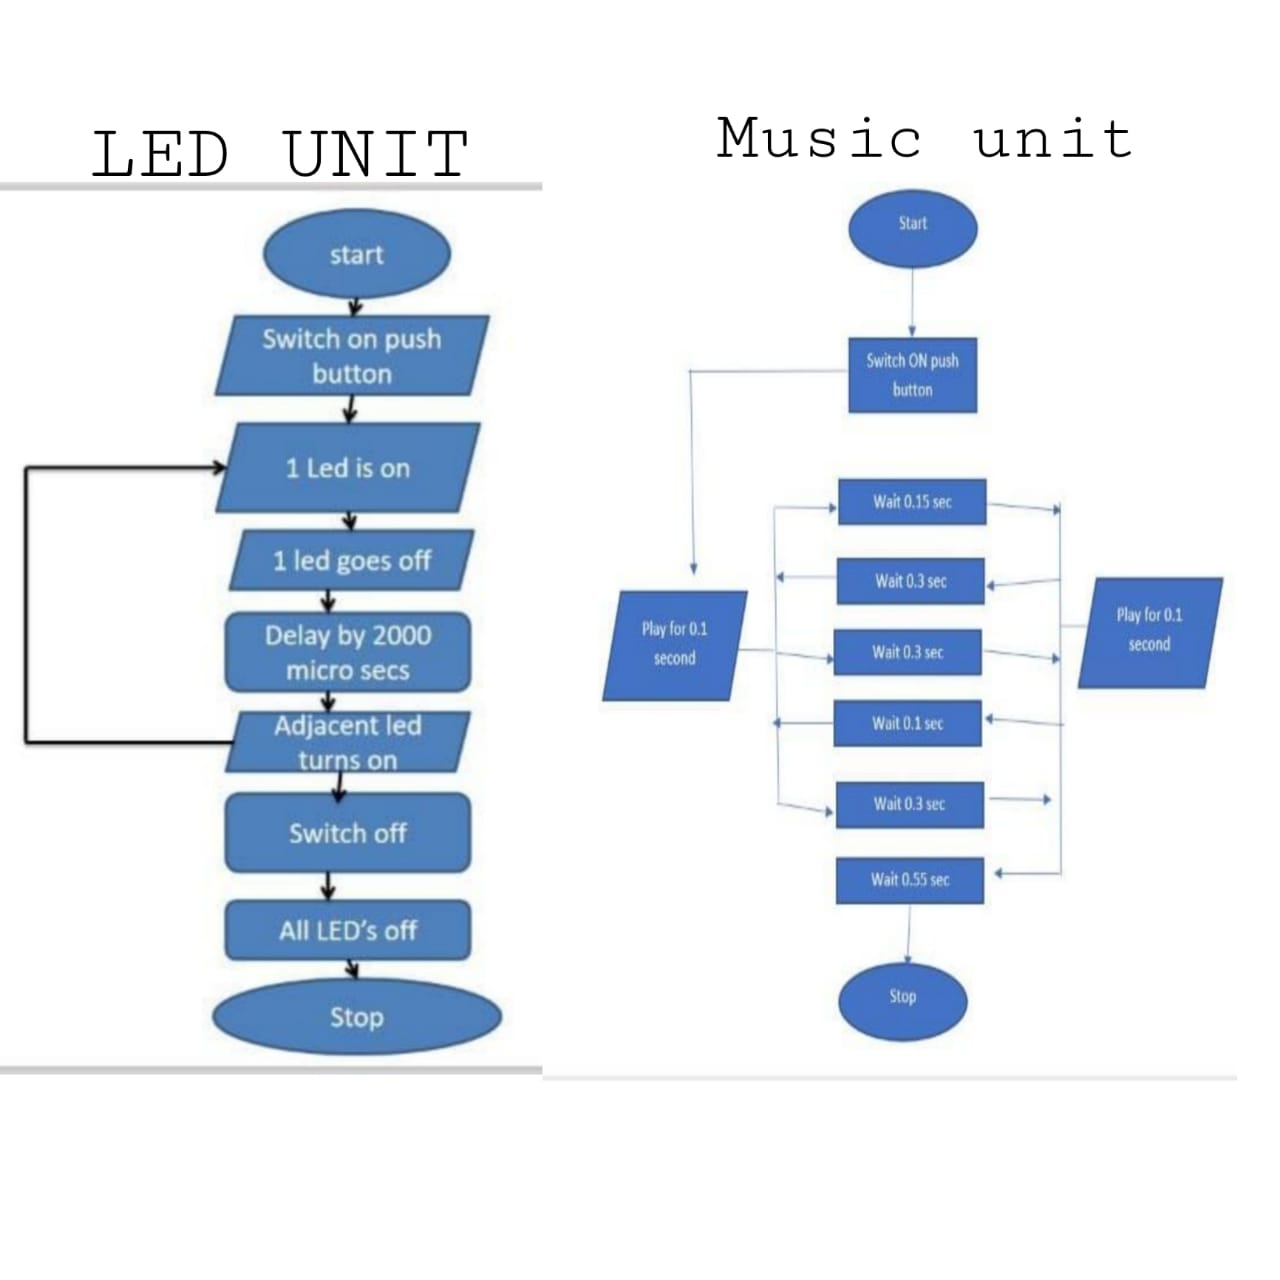 LED UNIT
start
Switch on push
button
1 Led is on
1 led goes off
Delay by 2000
micro secs
Adjacent led
turns on
Switch off
All LED's off
Stop
Music unit
Start
Switch ON push
button
Play for 0.1
second
Wait 0.15 sec
Wait 0.3 sec
Wait 0.3 sec
Wait 0.1 sec
Wait 0.3 sec
Wait 0.55 sec
Play for 0.1
second
Stop